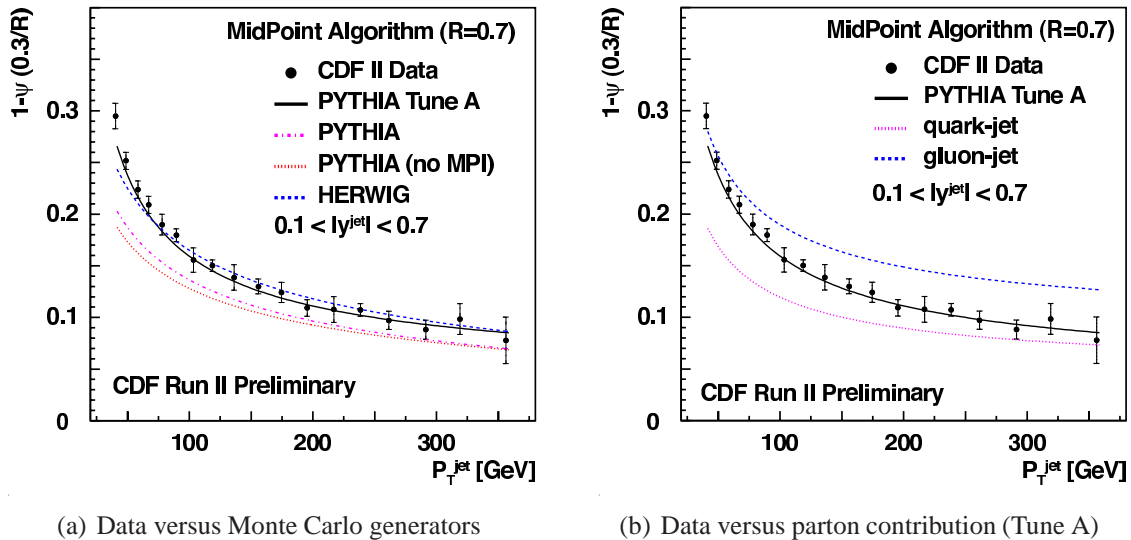 1-ψ (0.3/R)
MidPoint Algorithm (R=0.7)
CDF II Data
PYTHIA Tune A
PYTHIA
PYTHIA (no MPI)
HERWIG
0.1 < |y^jet| < 0.7
CDF Run II Preliminary
0.3
0.2
0.1
0
100
200
300
P_T^jet [GeV]
(a) Data versus Monte Carlo generators
1-ψ (0.3/R)
MidPoint Algorithm (R=0.7)
CDF II Data
PYTHIA Tune A
quark-jet
gluon-jet
0.1 < |y^jet| < 0.7
CDF Run II Preliminary
0.3
0.2
0.1
0
100
200
300
P_T^jet [GeV]
(b) Data versus parton contribution (Tune A)